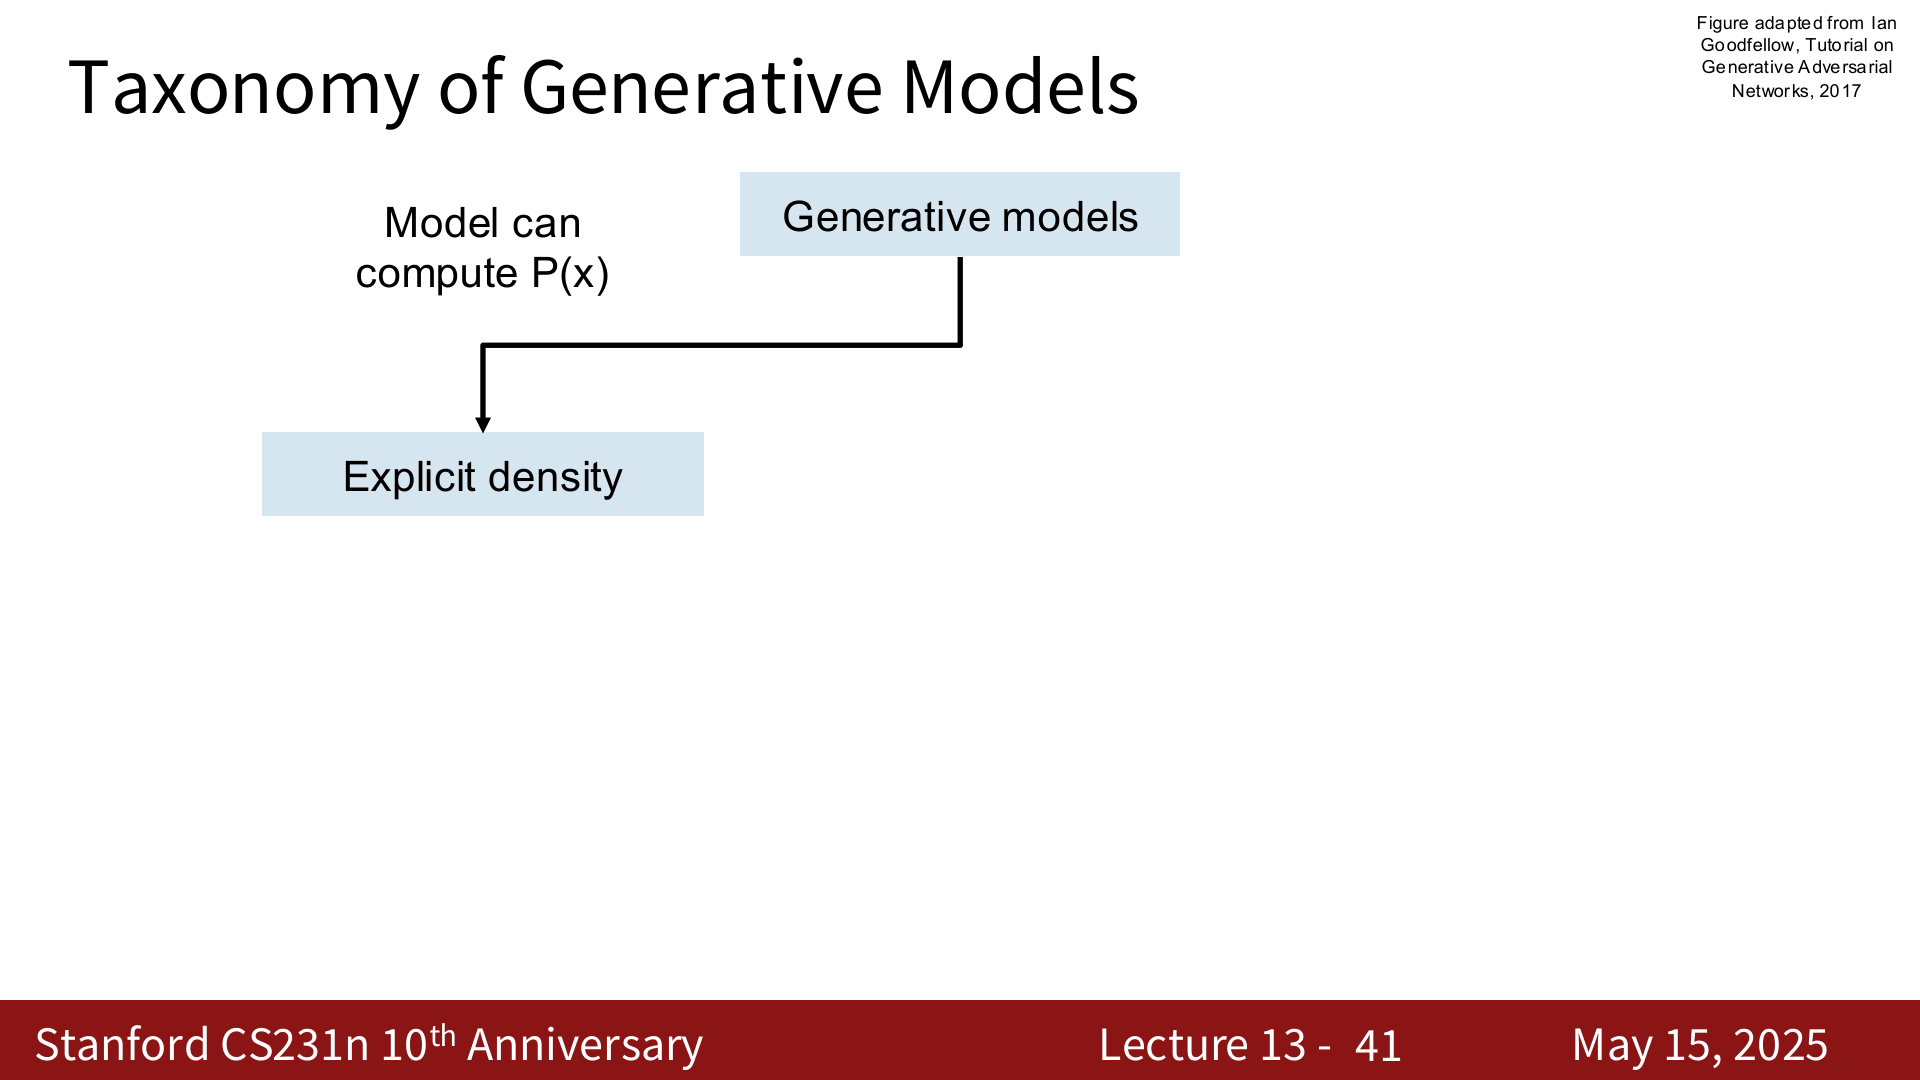 Figure adapted from Ian
Goodfellow, Tutorial on
Generative Adversarial
Networks, 2017
Taxonomy of Generative Models
Model can
compute P(x)
Generative models
Explicit density
Stanford CS231n 10th Anniversary
Lecture 13 - 41
May 15, 2025